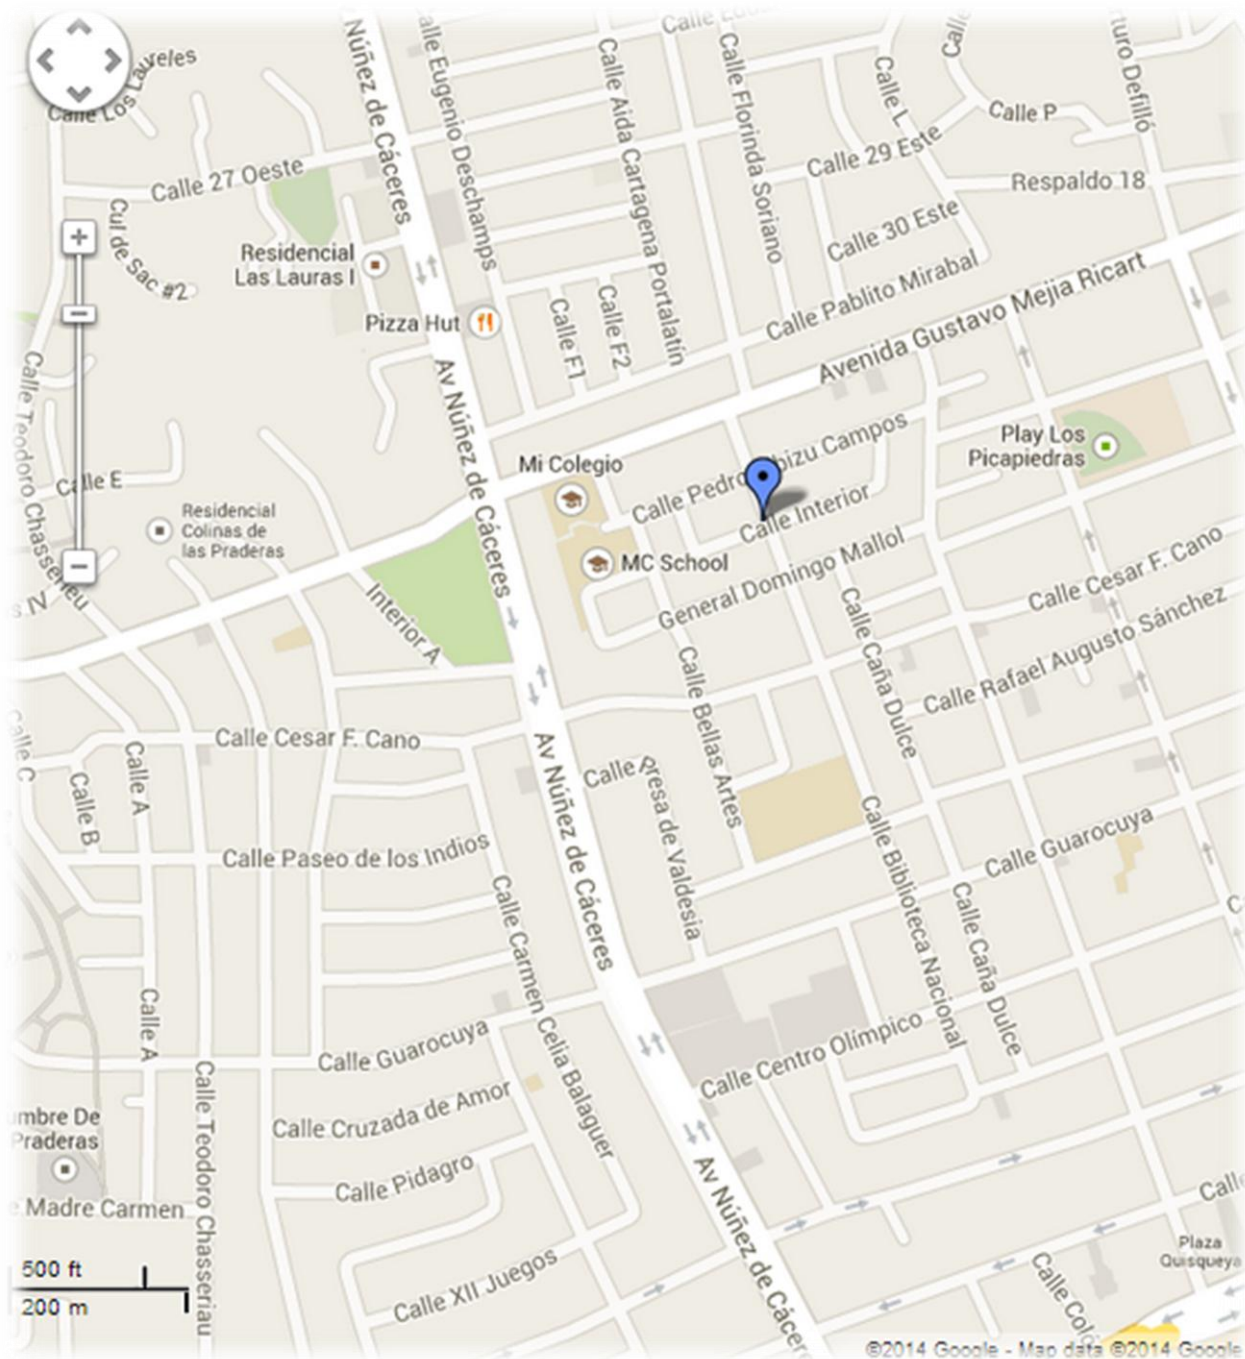 Calle Los Laureles
Núñez de Cáceres
Calle Eugenio Deschamps
Calle Aida Cartagena Portalatín
Calle Florinda Soriano
Calle L
Calle
Calle P
Calle 29 Este
Respaldo 18
Calle 27 Oeste
Cul de Sac #2
Calle 30 Este
Residencial
Las Lauras I
Pizza Hut
Calle F1
Calle F2
Calle Pablito Mirabal
Avenida Gustavo Mejia Ricart
Av Núñez de Cáceres
Calle Teodoro Chasseriau
Calle E
Mi Colegio
Play Los
Picapiedras
Residencial
Colinas de
las Praderas
Calle Interior
MC School
General Domingo Mallol
Calle Cesar F. Cano
Interior A
Calle Caña Dulce
Calle Rafael Augusto Sánchez
Calle Bellas Artes
Calle C
Calle B
Calle A
Calle Cesar F. Cano
Av Núñez de Cáceres
Calle Presa de Valdesia
Calle Paseo de los Indios
Calle Biblioteca Nacional
Calle Guarocuya
Calle Caña Dulce
Calle Carmen Celia Balaguer
Calle A
Calle Guarocuya
Calle Centro Olímpico
Calle Teodoro Chasseriau
Calle Cruzada de Amor
umbre De
Praderas
Calle Pidagro
Madre Carmen
Av Núñez de Cácer
Calle
Plaza
Quisqueya
Calle XII Juegos
500 ft
200 m
©2014 Google - Map data ©2014 Google